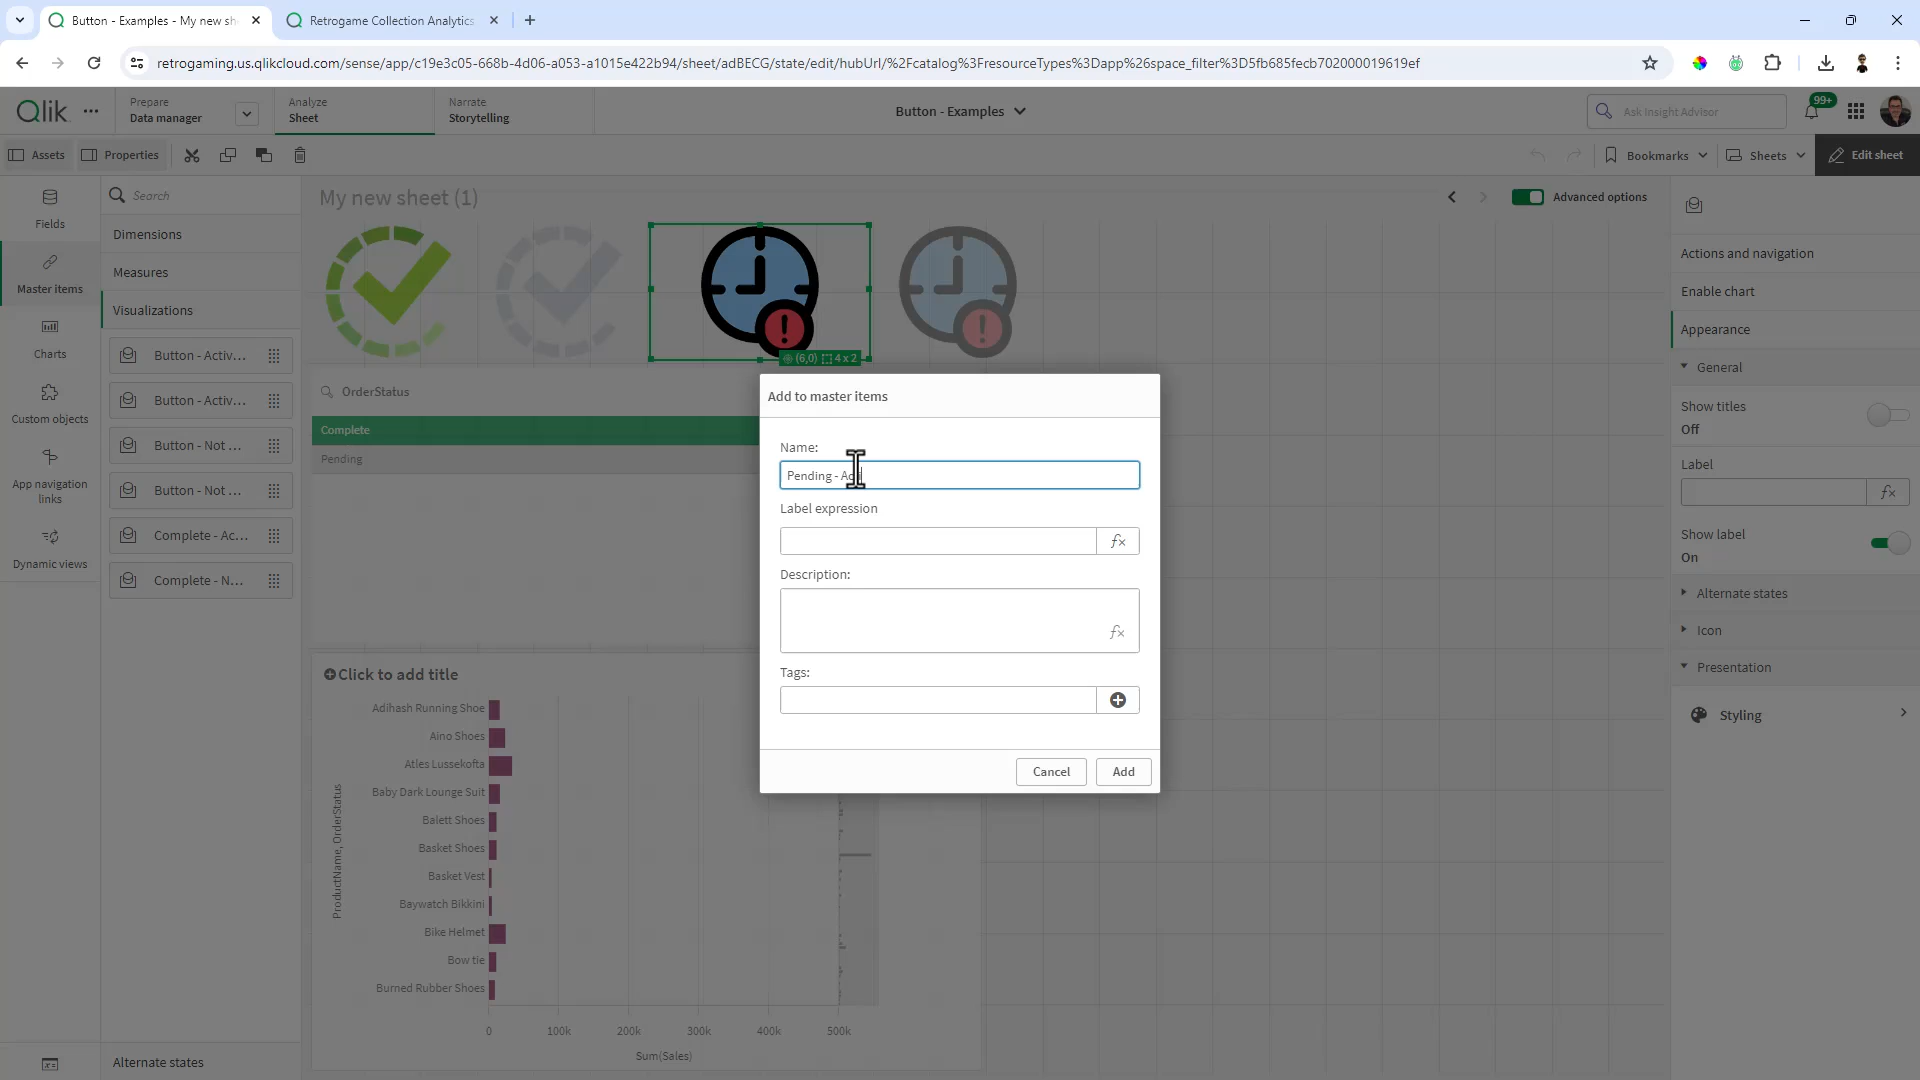 Button - Examples - My new sh
Retrogame Collection Analytics
retrogaming.us.qlikcloud.com/sense/app/c19e3c05-668b-4d06-a053-a1015e422b94/sheet/adBECG/state/edit/hubUrl/%2Fcatalog%3FresourceTypes%3Dapp%26space_filter%3D5fb685fecb702000019619ef
Qlik
Prepare
Data manager
Analyze
Sheet
Narrate
Storytelling
Button - Examples
Ask Insight Advisor
99+
Assets
Properties
Bookmarks
Sheets
Edit sheet
Fields
Master items
Charts
Custom objects
App navigation
links
Dynamic views
Search
Dimensions
Measures
Visualizations
Button - Activ...
Button - Activ...
Button - Not ...
Button - Not ...
Complete - Ac...
Complete - N...
Alternate states
My new sheet (1)
Advanced options
(6,0) 4 x 2
OrderStatus
Complete
Pending
Click to add title
ProductName, OrderStatus
Adihash Running Shoe
Aino Shoes
Atles Lussekofta
Baby Dark Lounge Suit
Balett Shoes
Basket Shoes
Basket Vest
Baywatch Bikkini
Bike Helmet
Bow tie
Burned Rubber Shoes
0
100k
200k
300k
400k
500k
Sum(Sales)
Add to master items
Name:
Pending -
Label expression
fx
Description:
fx
Tags:
Cancel
Add
Actions and navigation
Enable chart
Appearance
General
Show titles
Off
Label
fx
Show label
On
Alternate states
Icon
Presentation
Styling